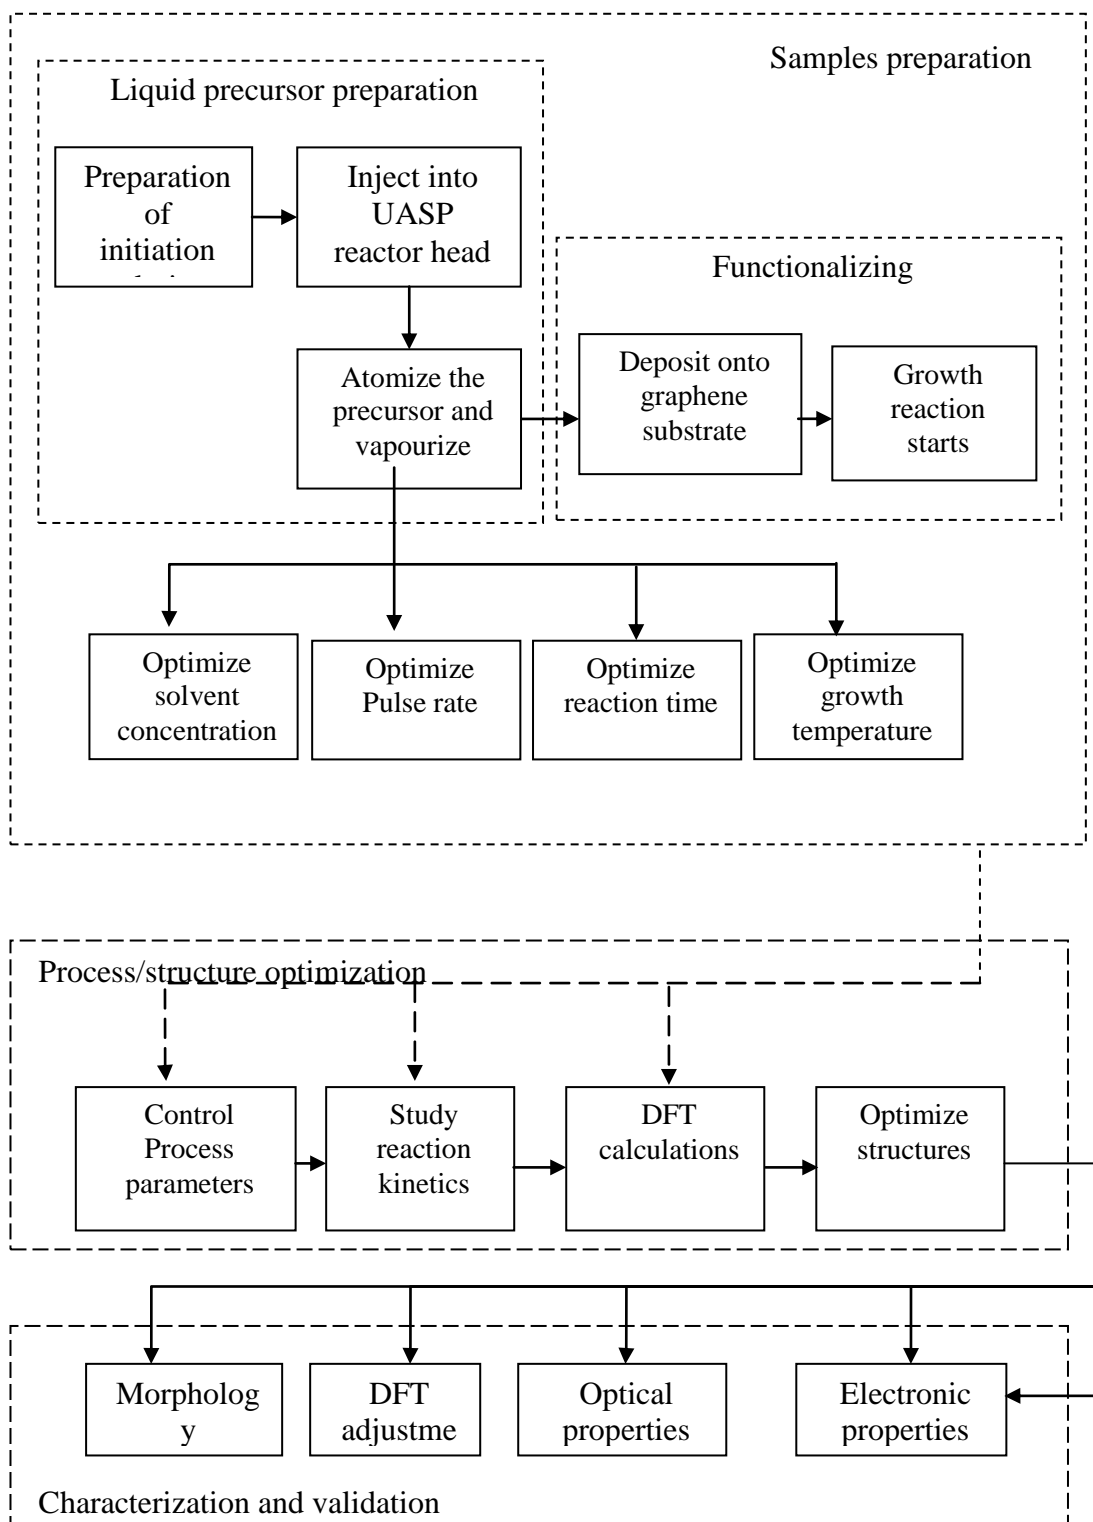 Samples preparation
Liquid precursor preparation
Preparation
of
initiation
Inject into
UASP
reactor head
Functionalizing
Atomize the
precursor and
vapourize
Deposit onto
graphene
substrate
Growth
reaction
starts
Optimize
solvent
concentration
Optimize
Pulse rate
Optimize
reaction time
Optimize
growth
temperature
Process/structure optimization
Control
Process
parameters
Study
reaction
kinetics
DFT
calculations
Optimize
structures
Morpholog
y
DFT
adjustme
Optical
properties
Electronic
properties
Characterization and validation